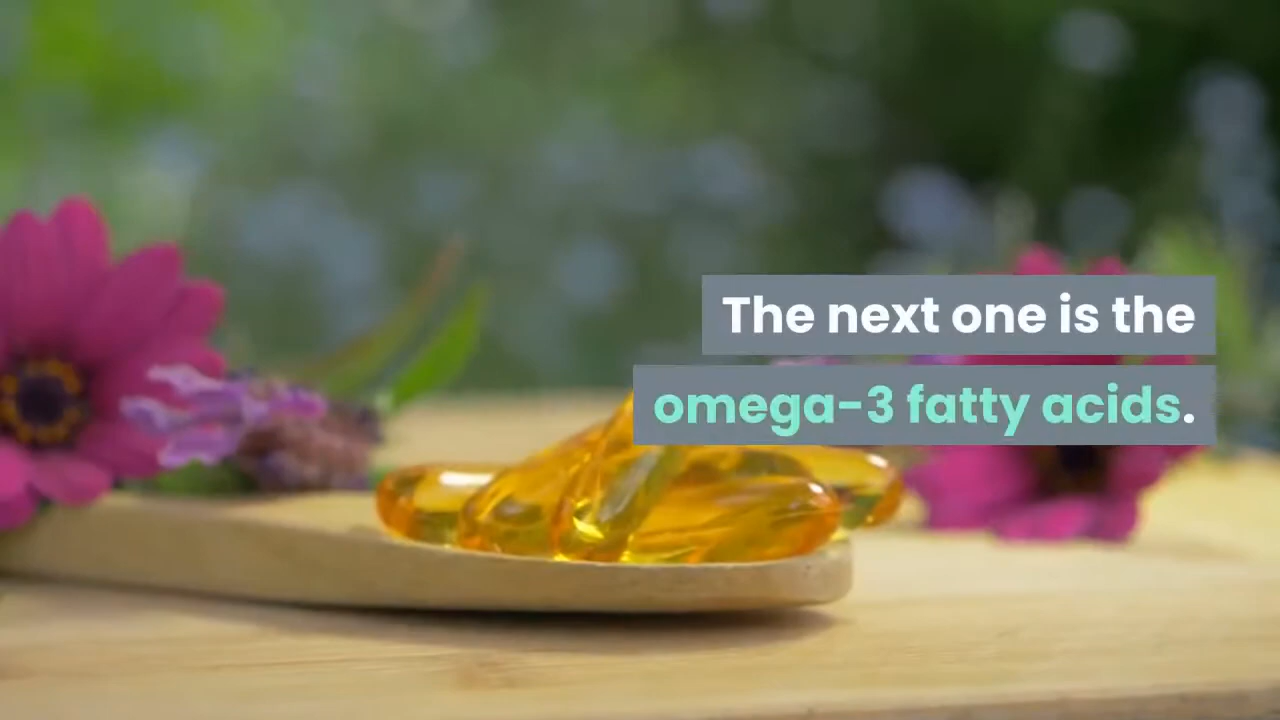 The next one is the
omega-3 fatty acids.